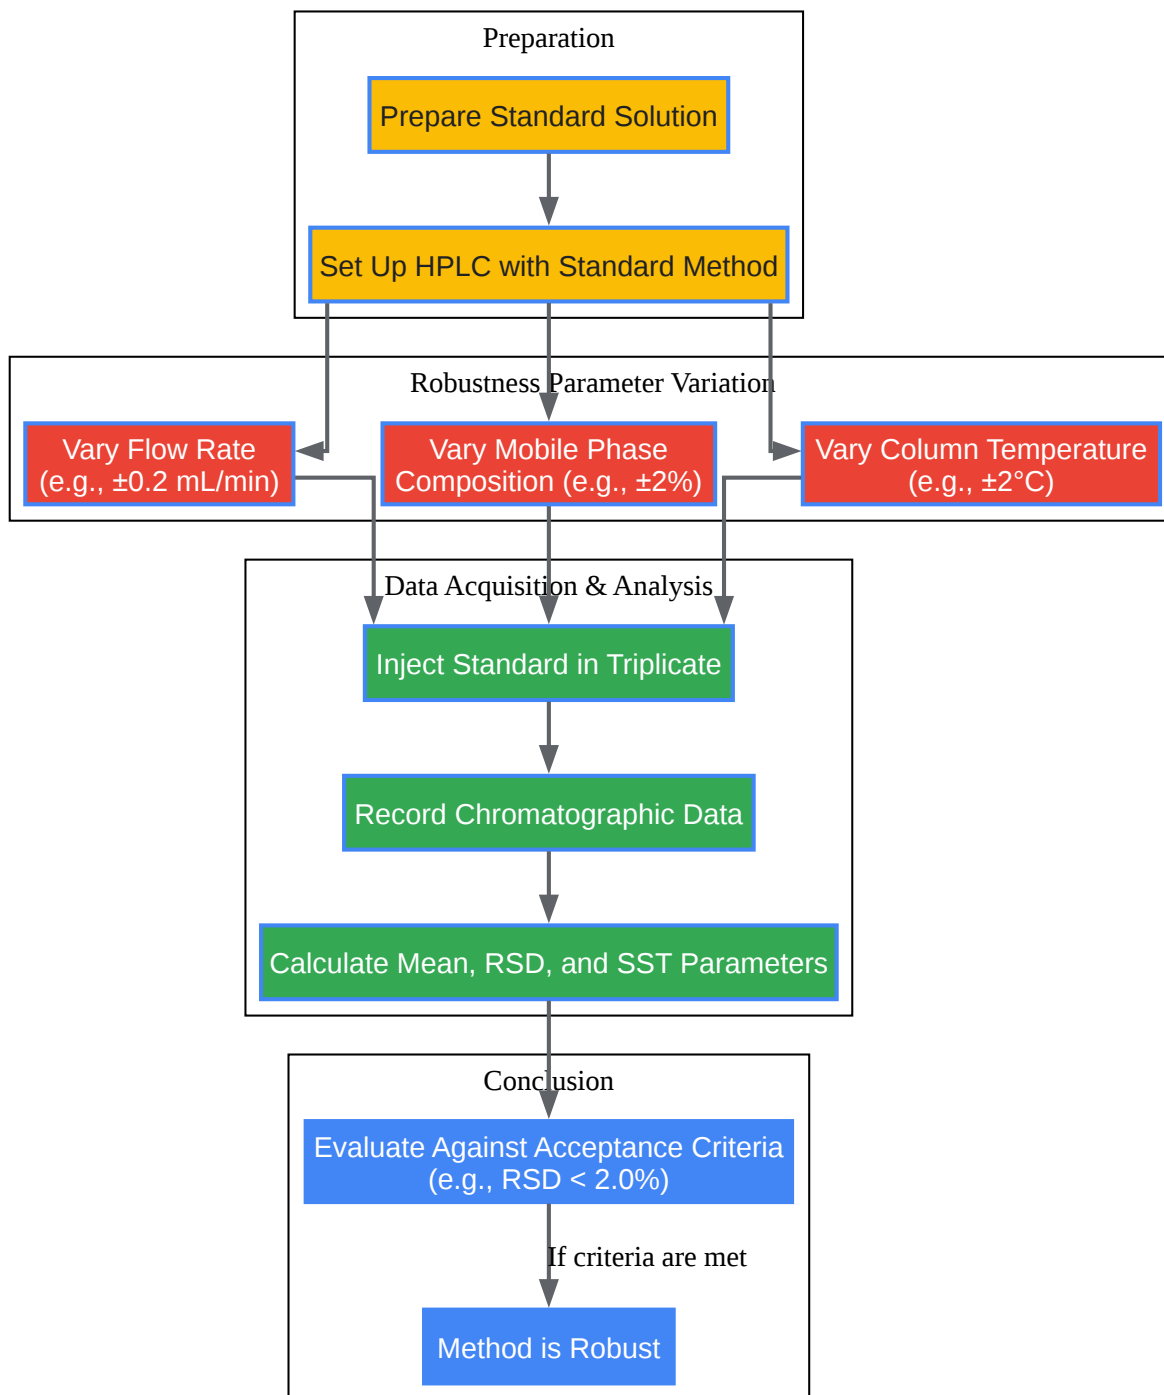 Preparation
Prepare Standard Solution
Set Up HPLC with Standard Method
Robustness Parameter Variation
Vary Flow Rate
(e.g., ±0.2 mL/min)
Vary Mobile Phase
Composition (e.g., ±2%)
Vary Column Temperature
(e.g., ±2°C)
Data Acquisition & Analysis
Inject Standard in Triplicate
Record Chromatographic Data
Calculate Mean, RSD, and SST Parameters
Conclusion
Evaluate Against Acceptance Criteria
(e.g., RSD < 2.0%)
If criteria are met
Method is Robust